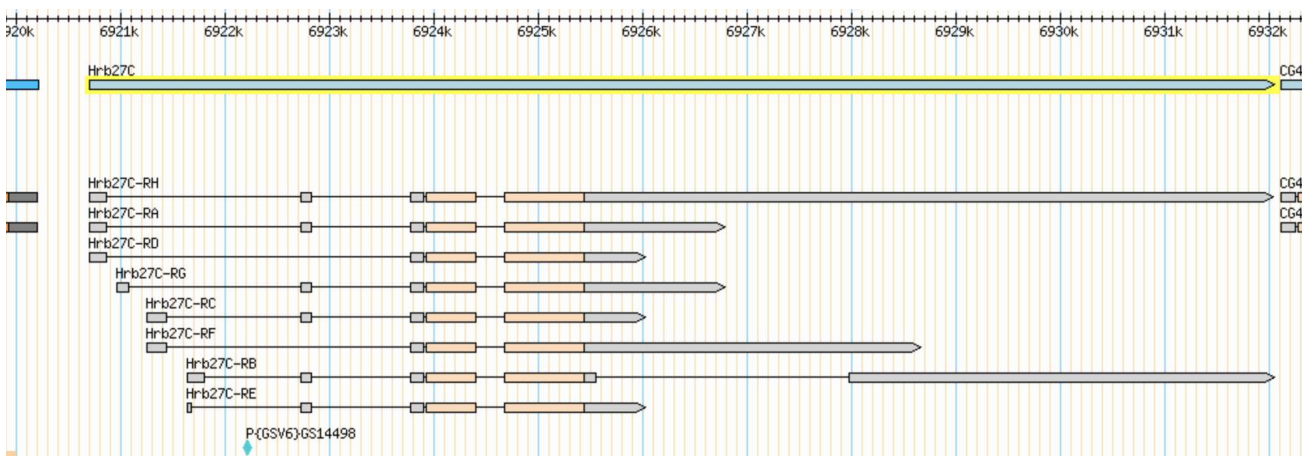 920k 6921k 6922k 6923k 6924k 6925k 6926k 6927k 6928k 6929k 6930k 6931k 6932k
Hrb27C CG4
Hrb27C-RH CG4
Hrb27C-RA CG4
Hrb27C-RD
Hrb27C-RG
Hrb27C-RC
Hrb27C-RF
Hrb27C-RB
Hrb27C-RE
P{GSV6}GS14498